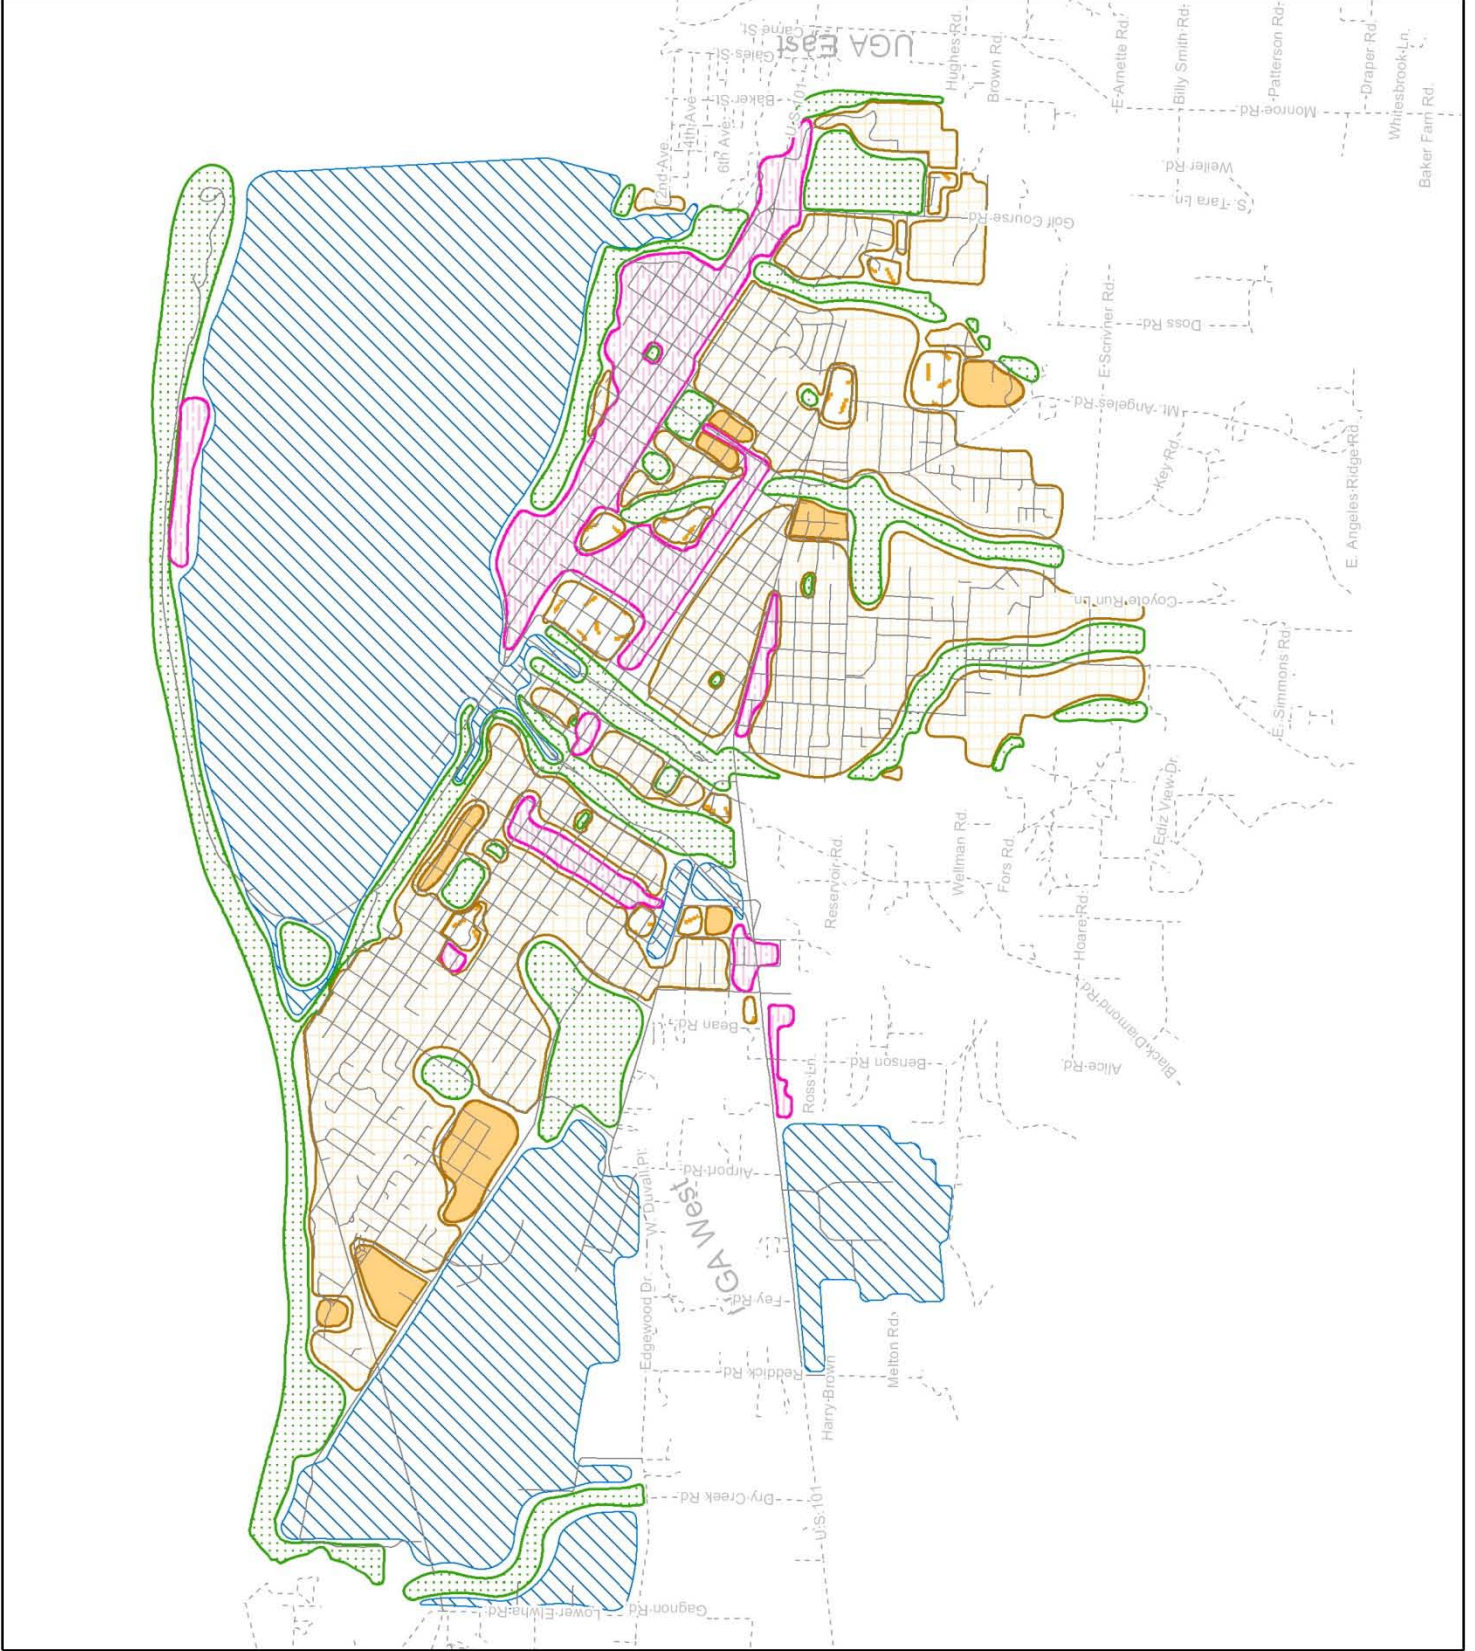 Carne St.
UGA East
Gales St.
Baker St.
U.S. 101
2nd Ave
4th Ave
6th Ave
Hughes Rd.
Brown Rd.
E Arnette Rd.
Billy Smith Rd.
Patterson Rd.
Draper Rd.
Whitesbrook Ln.
Baker Farm Rd.
Monroe Rd
Weiler Rd.
S. Tara Ln
Golf Course Rd
Doss Rd
E Scrivner Rd.
Mt. Angeles Rd.
Key Rd.
E. Angeles Ridge Rd.
Coyote Run Ln
E. Simmons Rd
Ediz View Dr.
Reservoir Rd.
Wellman Rd.
Fors Rd.
Hoare Rd.
Black Diamond Rd.
Alice Rd.
Bean Rd.
Benson Rd
Ross Ln.
Airport Rd
W. Duvall Pl.
UGA West
Fey Rd.
Edgewood Dr.
Reddick Rd
Harry Brown
Melton Rd.
Dry Creek Rd
U.S. 101
Lower Elwha Rd.
Gagnon Rd